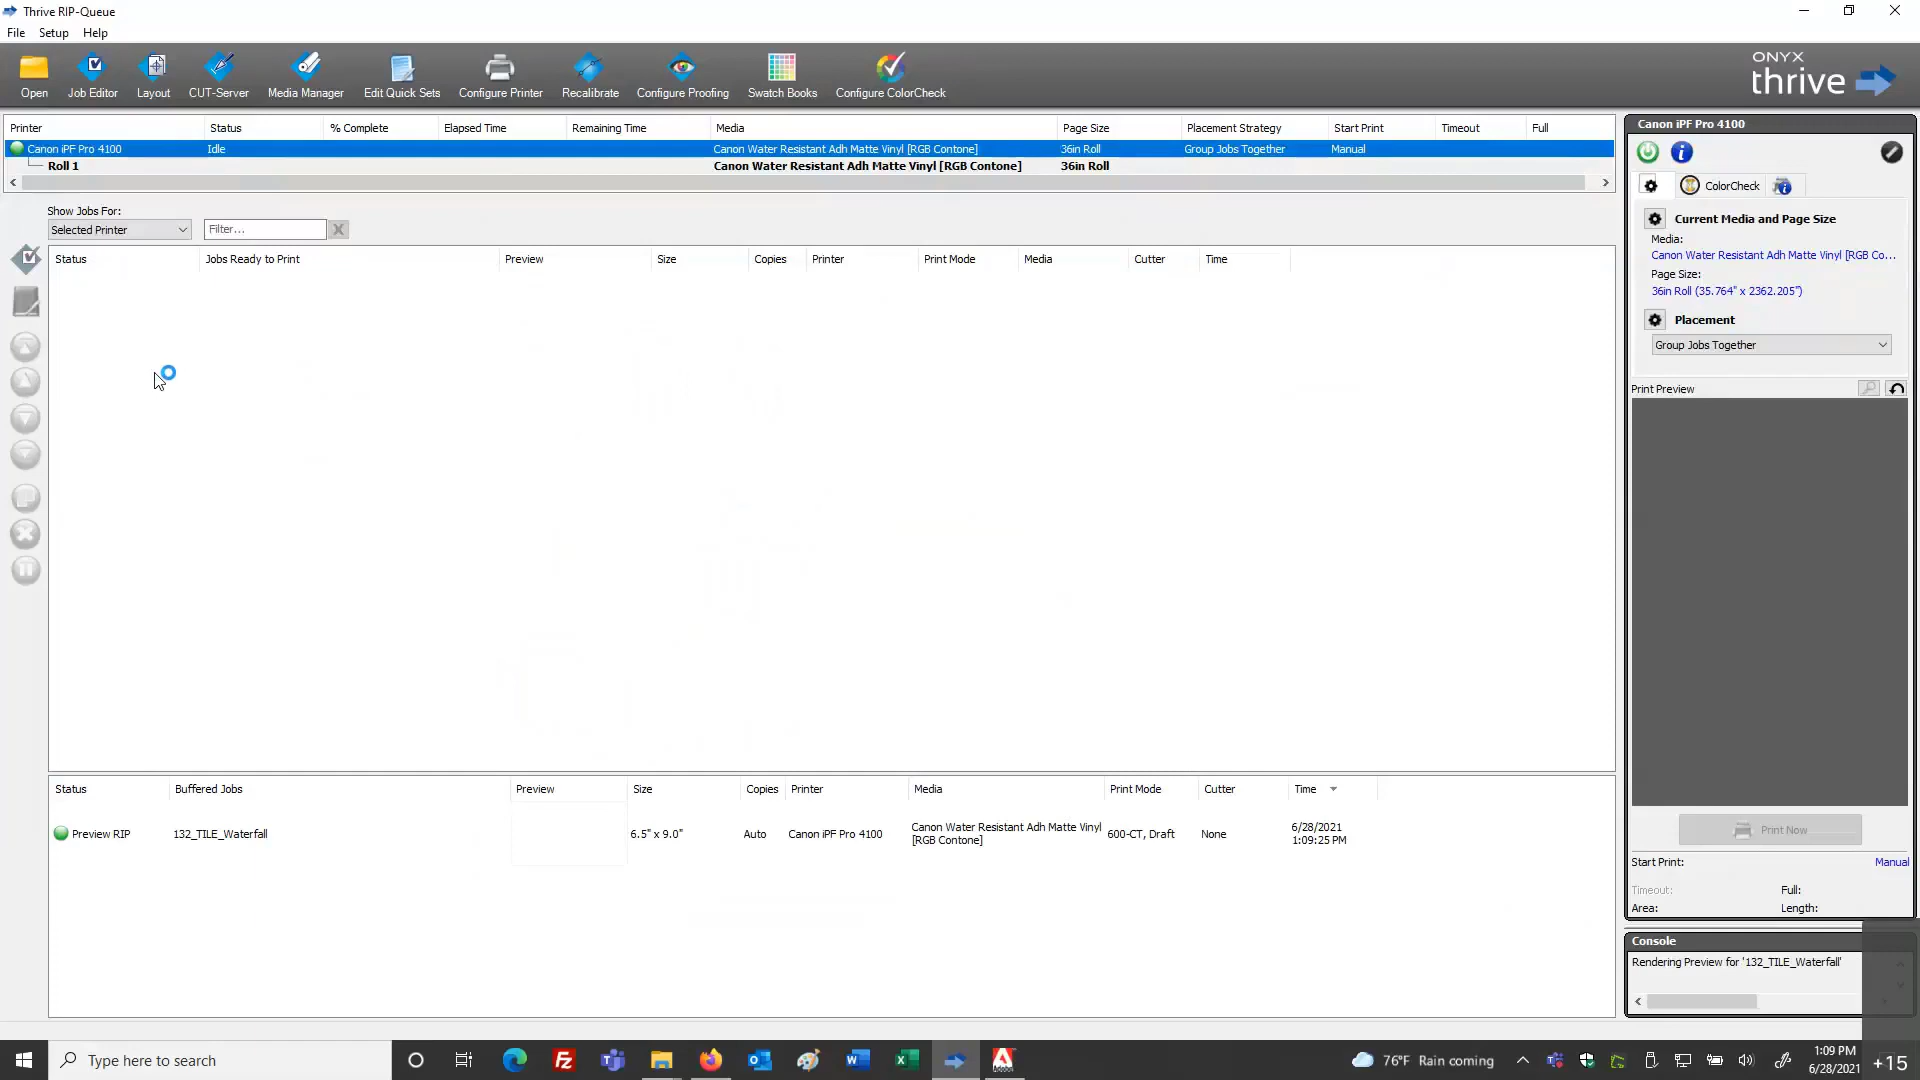 Thrive RIP-Queue
File Setup Help
Open Job Editor Layout CUT-Server Media Manager Edit Quick Sets Configure Printer Recalibrate Configure Proofing Swatch Books Configure ColorCheck
ONYX
thrive
Printer Status % Complete Elapsed Time Remaining Time Media Page Size Placement Strategy Start Print Timeout Full
Canon iPF Pro 4100 Idle Canon Water Resistant Adh Matte Vinyl [RGB Contone] 36in Roll Group Jobs Together Manual
Roll 1 Canon Water Resistant Adh Matte Vinyl [RGB Contone] 36in Roll
Show Jobs For:
Selected Printer Filter... X
Status Jobs Ready to Print Preview Size Copies Printer Print Mode Media Cutter Time
Status Buffered Jobs Preview Size Copies Printer Media Print Mode Cutter Time
Preview RIP 132_TILE_Waterfall 6.5" x 9.0" Auto Canon iPF Pro 4100 Canon Water Resistant Adh Matte Vinyl 600-CT, Draft None 6/28/2021
[RGB Contone] 1:09:25 PM
Canon iPF Pro 4100
ColorCheck
Current Media and Page Size
Media:
Canon Water Resistant Adh Matte Vinyl [RGB Co...
Page Size:
36in Roll (35.764" x 2362.205")
Placement
Group Jobs Together
Print Preview
Print Now
Start Print: Manual
Timeout: Full:
Area: Length:
Console
Rendering Preview for '132_TILE_Waterfall'
Type here to search
76°F Rain coming
1:09 PM
6/28/2021
+15